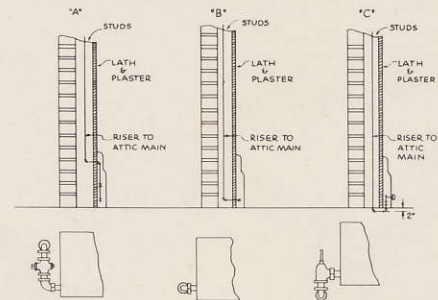 "A"
STUDS
LATH
&
PLASTER
RISER TO
ATTIC MAIN
"B"
STUDS
LATH
&
PLASTER
RISER TO
ATTIC MAIN
"C"
STUDS
LATH
&
PLASTER
RISER TO
ATTIC MAIN
2"